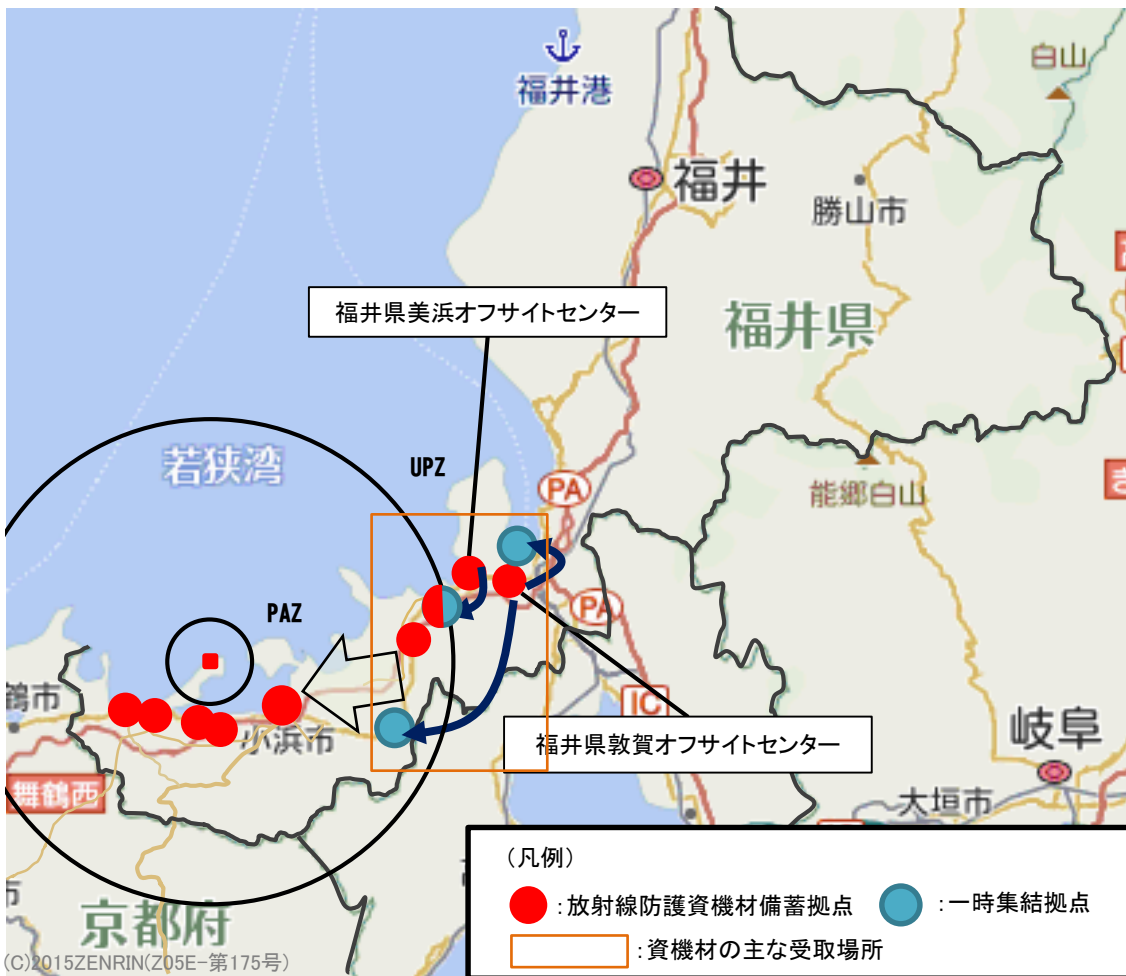 白山
福井港
福井
勝山市
福井県美浜オフサイトセンター
福井県
若狭湾
UPZ
PA
能郷白山
き
PAZ
PA
鶴市
IC
小浜市
岐阜
福井県敦賀オフサイトセンター
舞鶴西
大垣市
(凡例)
:放射線防護資機材備蓄拠点
:一時集結拠点
市
京都府
:資機材の主な受取場所
(C)2015ZENRIN(Z05E-第175号)